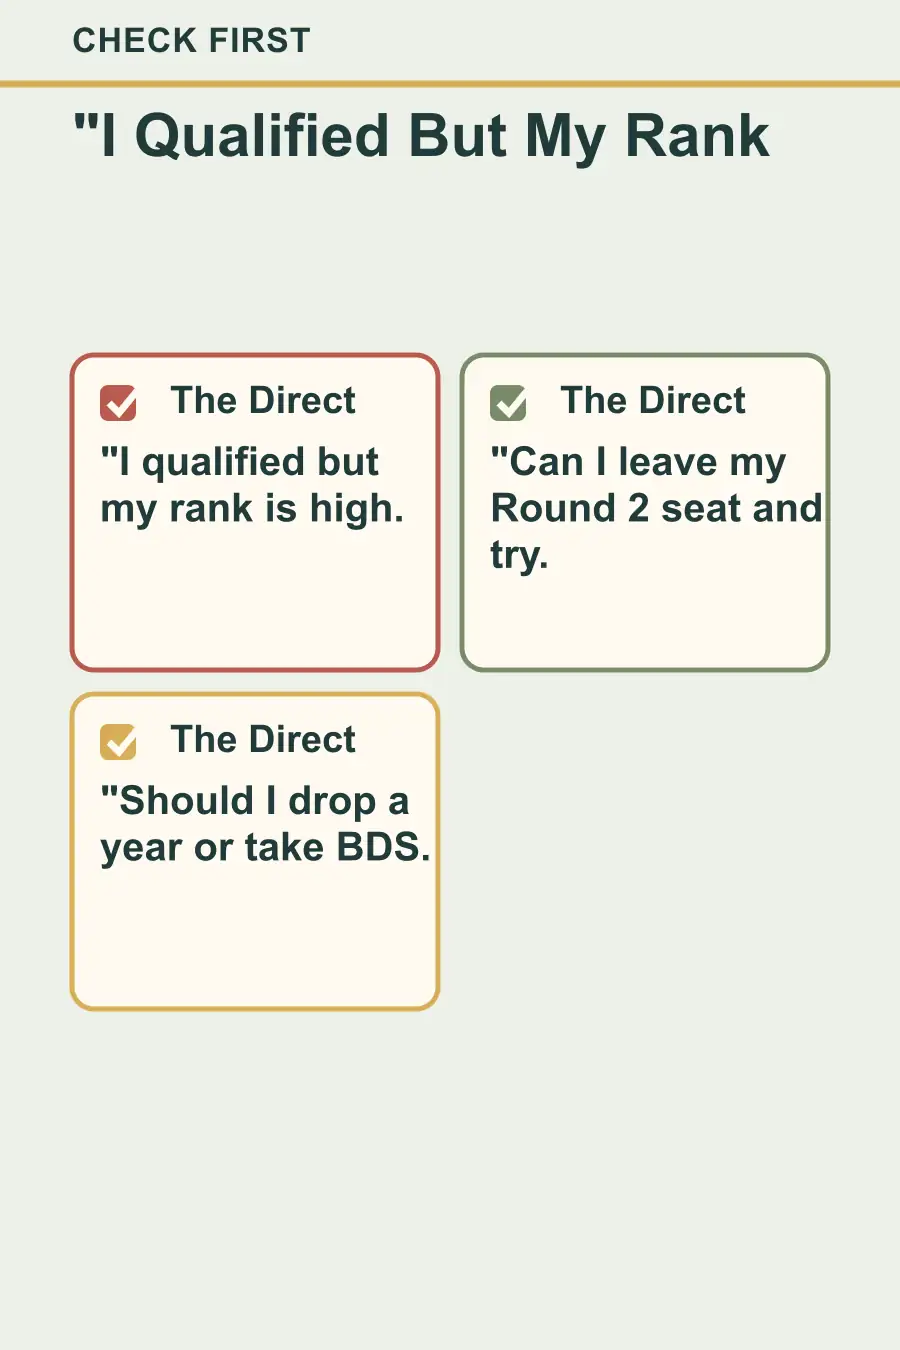 CHECK FIRST
"I Qualified But My Rank
The Direct
"I qualified but
my rank is high.
The Direct
"Can I leave my
Round 2 seat and
try.
The Direct
"Should I drop a
year or take BDS.